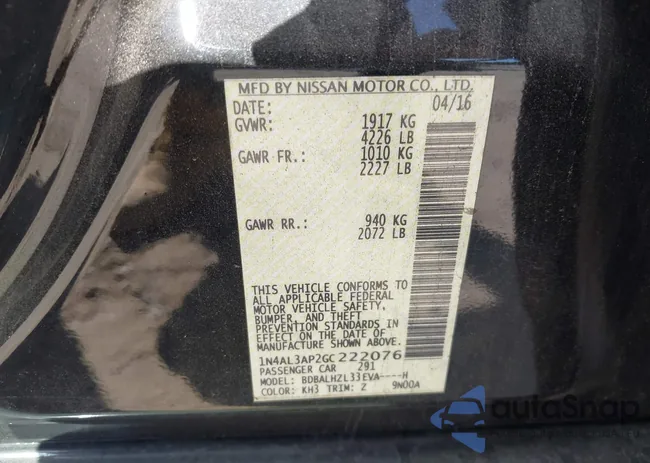 MFD BY NISSAN MOTOR CO., LTD.
DATE: 04/16
GVWR: 1917 KG
4226 LB
GAWR FR.: 1010 KG
2227 LB
GAWR RR.: 940 KG
2072 LB
THIS VEHICLE CONFORMS TO
ALL APPLICABLE FEDERAL
MOTOR VEHICLE SAFETY,
BUMPER, AND THEFT
PREVENTION STANDARDS IN
EFFECT ON THE DATE OF
MANUFACTURE SHOWN ABOVE.
1N4AL3AP2GC222076
PASSENGER CAR 291
MODEL: BDBALHZL33EVA----H
COLOR: KH3 TRIM: Z 9N00A
autoSnap